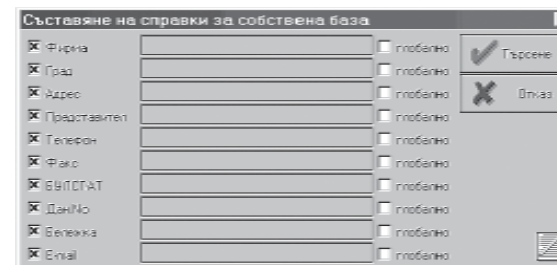 Съставяне на справки за собствена база
Фирма глобално Търсене
Град глобално
Адрес глобално Отказ
Представител глобално
Телефон глобално
Факс глобално
БУЛСТАТ глобално
ДанNo глобално
Бележка глобално
E-mail глобално